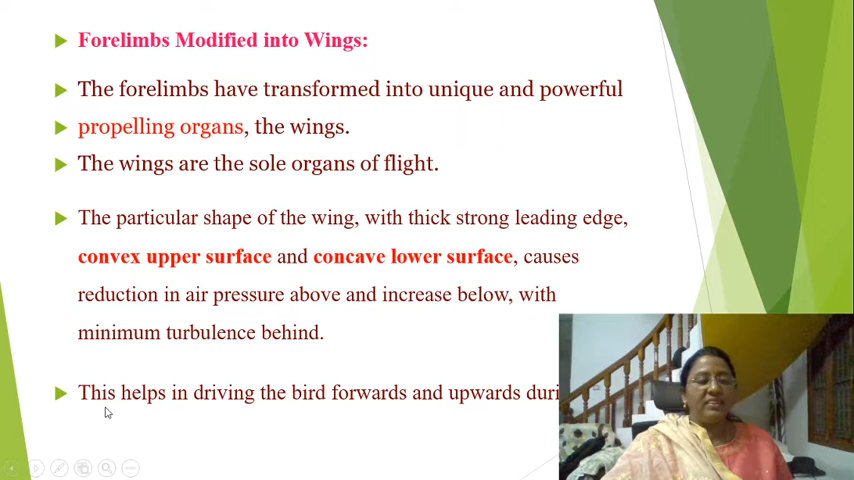 Forelimbs Modified into Wings:
The forelimbs have transformed into unique and powerful
propelling organs, the wings.
The wings are the sole organs of flight.
The particular shape of the wing, with thick strong leading edge,
convex upper surface and concave lower surface, causes
reduction in air pressure above and increase below, with
minimum turbulence behind.
This helps in driving the bird forwards and upwards duri